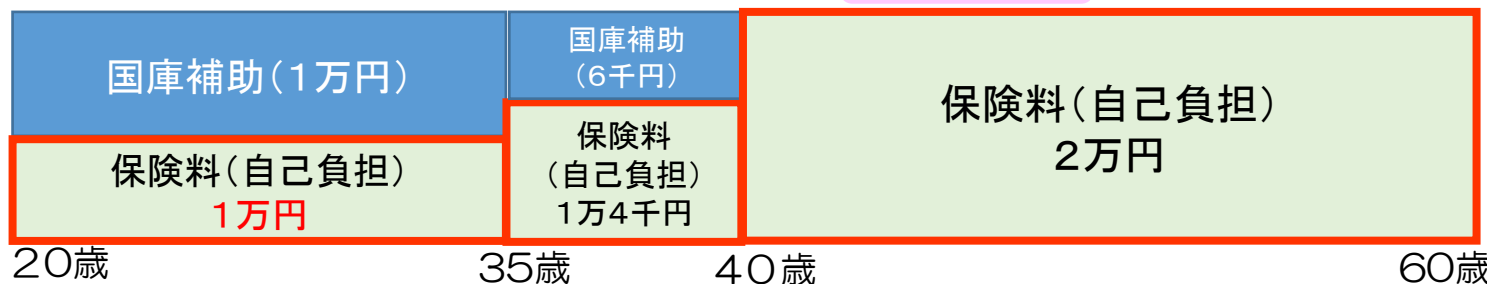 国庫補助(1万円)
保険料(自己負担)
1万円
国庫補助
(6千円)
保険料
(自己負担)
1万4千円
保険料(自己負担)
2万円
20歳
35歳
40歳
60歳